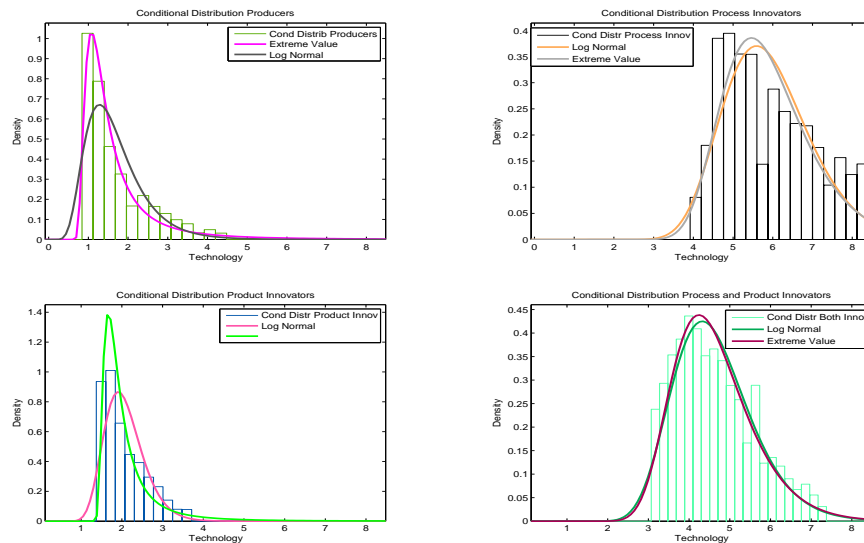 Conditional Distribution Producers
Cond Distrib Producers
Extreme Value
Log Normal
1
0.9
0.8
0.7
0.6
0.5
0.4
0.3
0.2
0.1
0
Density
0 1 2 3 4 5 6 7 8
Technology
Conditional Distribution Process Innovators
Cond Distr Process Innov
Log Normal
Extreme Value
0.4
0.35
0.3
0.25
0.2
0.15
0.1
0.05
0
Density
0 1 2 3 4 5 6 7 8
Technology
Conditional Distribution Product Innovators
Cond Distr Product Innov
Log Normal
1.4
1.2
1
0.8
0.6
0.4
0.2
0
Density
0 1 2 3 4 5 6 7 8
Technology
Conditional Distribution Process and Product Innovators
Cond Distr Both Innov
Log Normal
Extreme Value
0.45
0.4
0.35
0.3
0.25
0.2
0.15
0.1
0.05
0
Density
0 1 2 3 4 5 6 7 8
Technology